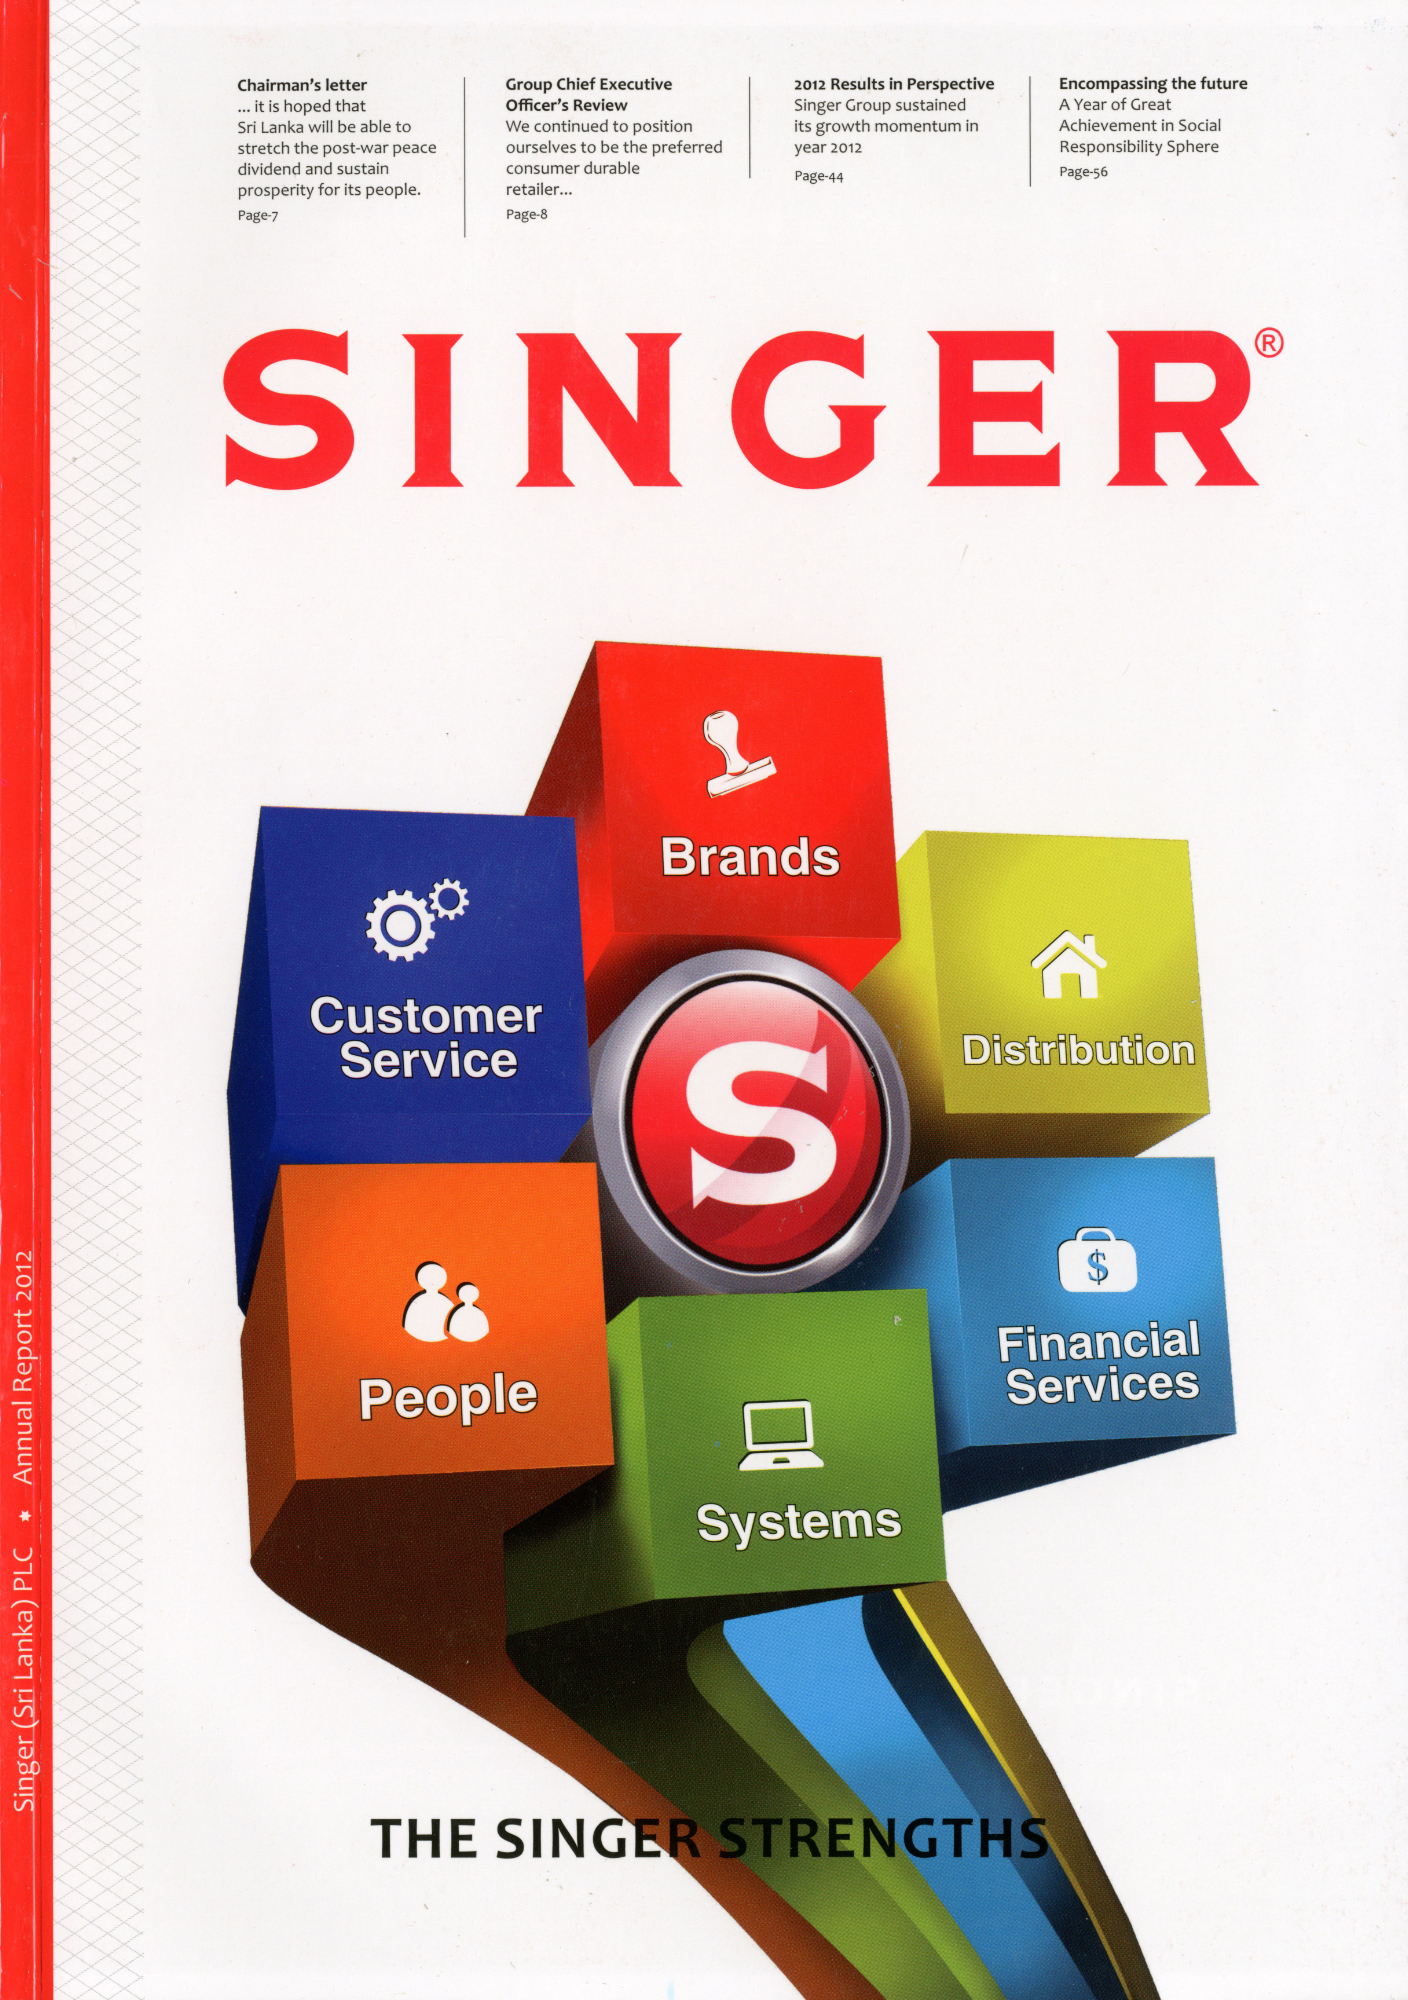 Chairman's letter
... it is hoped that
Sri Lanka will be able to
stretch the post-war peace
dividend and sustain
prosperity for its people.
Page-7
Group Chief Executive
Officer's Review
We continued to position
ourselves to be the preferred
consumer durable
retailer...
Page-8
2012 Results in Perspective
Singer Group sustained
its growth momentum in
year 2012
Page-44
Encompassing the future
A Year of Great
Achievement in Social
Responsibility Sphere
Page-56
SINGER®
Brands
Customer
Service
Distribution
S
People
Financial
Services
$
Systems
THE SINGER STRENGTHS
Singer (Sri Lanka) PLC * Annual Report 2012